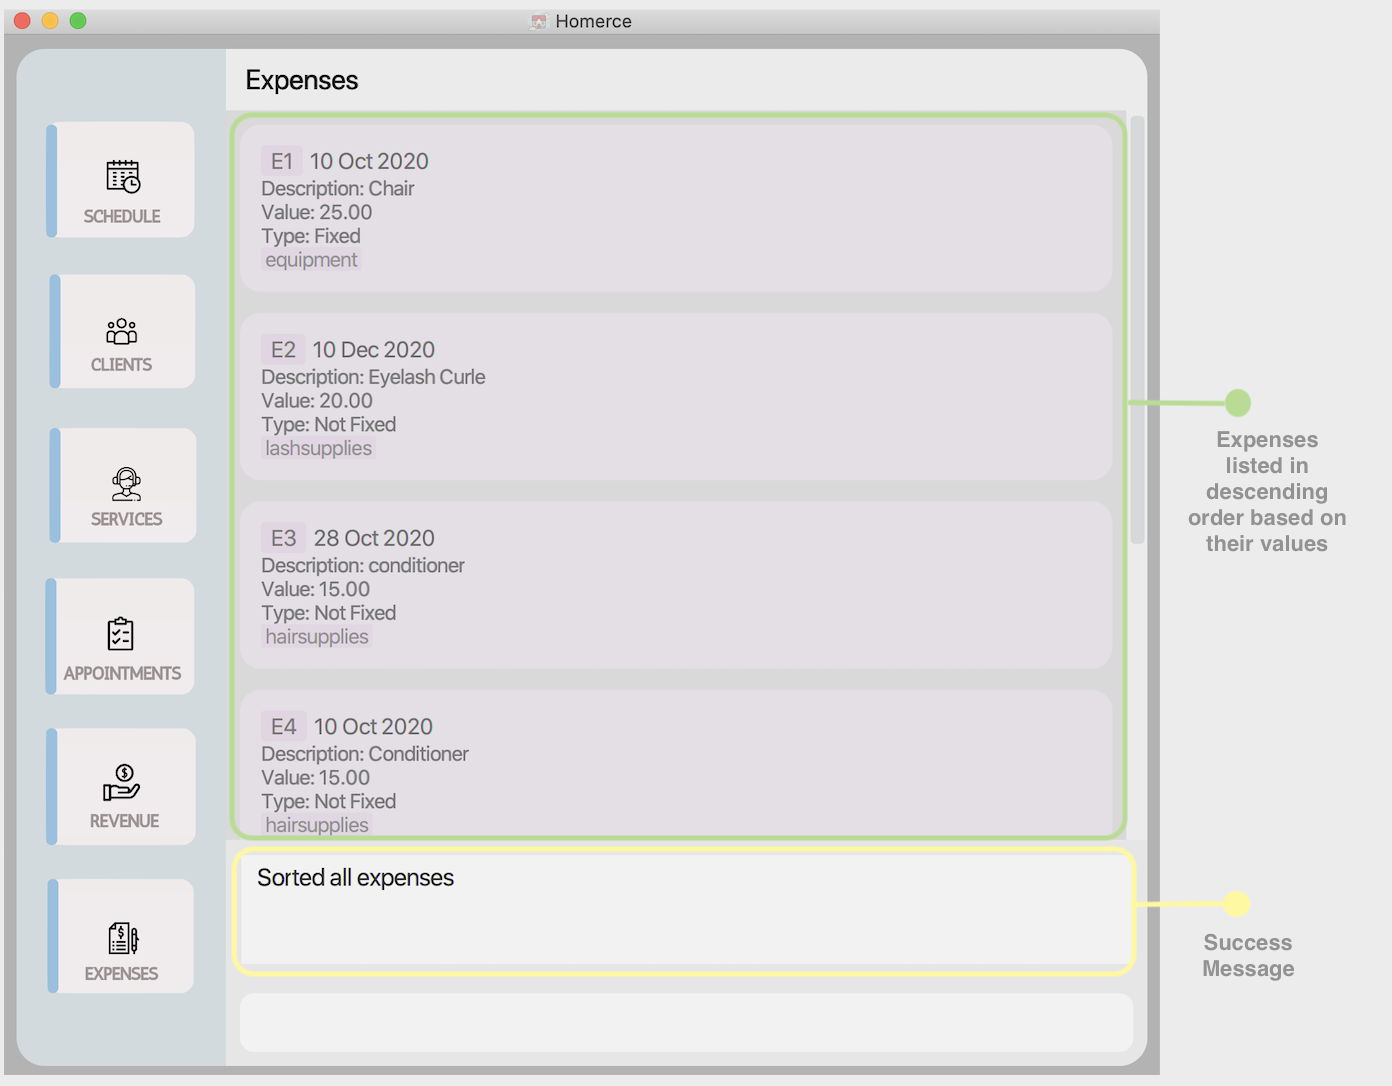 Homerce
Expenses
SCHEDULE
CLIENTS
SERVICES
APPOINTMENTS
REVENUE
EXPENSES
E1 10 Oct 2020
Description: Chair
Value: 25.00
Type: Fixed
equipment
E2 10 Dec 2020
Description: Eyelash Curle
Value: 20.00
Type: Not Fixed
lashsupplies
E3 28 Oct 2020
Description: conditioner
Value: 15.00
Type: Not Fixed
hairsupplies
E4 10 Oct 2020
Description: Conditioner
Value: 15.00
Type: Not Fixed
hairsupplies
Sorted all expenses
Expenses
listed in
descending
order based on
their values
Success
Message